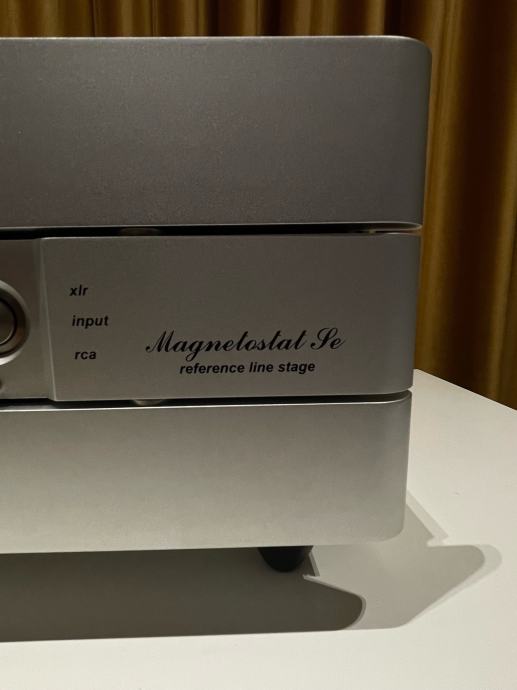 xlr
input
rca
Magnetostat Se
reference line stage